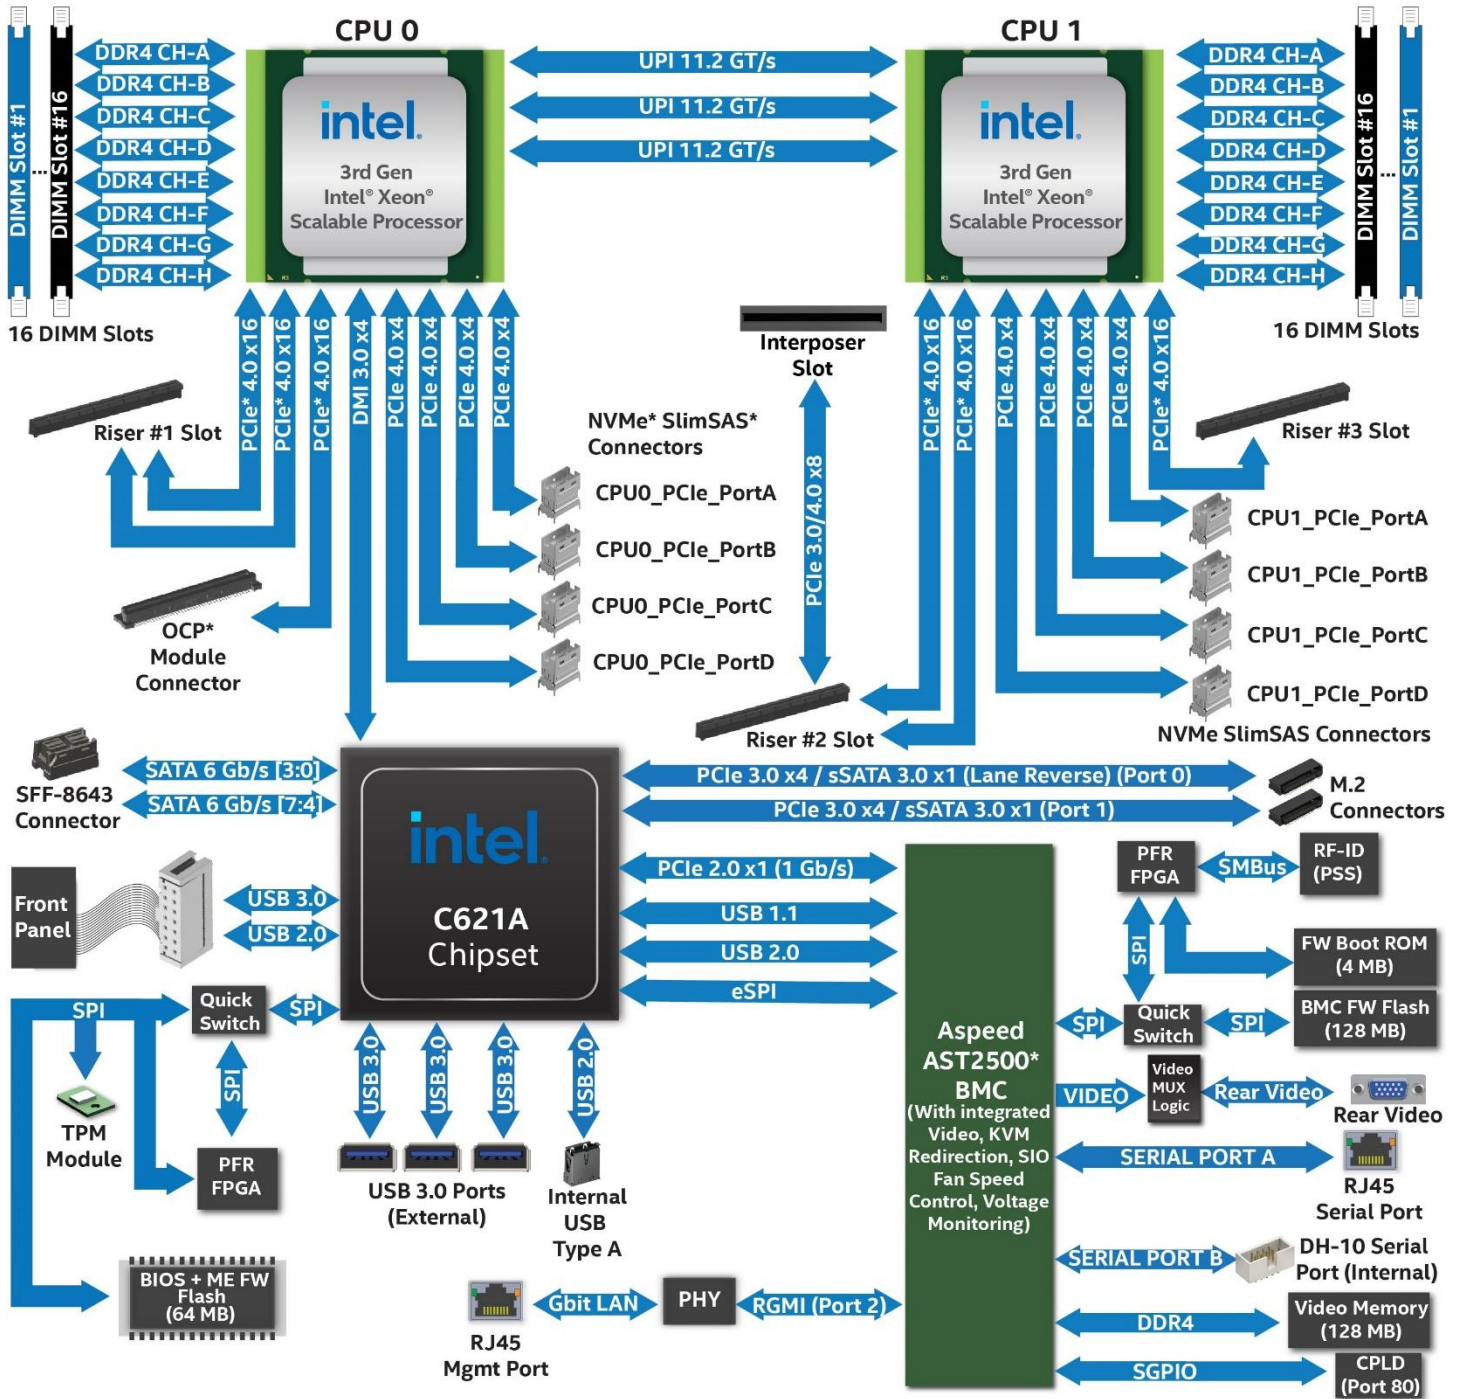 CPU 0
CPU 1
DIMM Slot #1
...
DIMM Slot #16
DDR4 CH-A
DDR4 CH-B
DDR4 CH-C
DDR4 CH-D
DDR4 CH-E
DDR4 CH-F
DDR4 CH-G
DDR4 CH-H
16 DIMM Slots
intel.
3rd Gen
Intel® Xeon®
Scalable Processor
UPI 11.2 GT/s
UPI 11.2 GT/s
UPI 11.2 GT/s
intel.
3rd Gen
Intel® Xeon®
Scalable Processor
DDR4 CH-A
DDR4 CH-B
DDR4 CH-C
DDR4 CH-D
DDR4 CH-E
DDR4 CH-F
DDR4 CH-G
DDR4 CH-H
DIMM Slot #16
...
DIMM Slot #1
16 DIMM Slots
PCIe* 4.0 x16
PCIe* 4.0 x16
PCIe* 4.0 x16
DMI 3.0 x4
PCIe 4.0 x4
PCIe 4.0 x4
PCIe 4.0 x4
PCIe 4.0 x4
Interposer
Slot
PCIe 3.0/4.0 x8
PCIe* 4.0 x16
PCIe* 4.0 x16
PCIe 4.0 x4
PCIe 4.0 x4
PCIe 4.0 x4
PCIe 4.0 x4
PCIe* 4.0 x16
Riser #1 Slot
NVMe* SlimSAS*
Connectors
CPU0_PCIe_PortA
CPU0_PCIe_PortB
CPU0_PCIe_PortC
CPU0_PCIe_PortD
Riser #3 Slot
CPU1_PCIe_PortA
CPU1_PCIe_PortB
CPU1_PCIe_PortC
CPU1_PCIe_PortD
NVMe SlimSAS Connectors
OCP*
Module
Connector
Riser #2 Slot
SFF-8643
Connector
SATA 6 Gb/s [3:0]
SATA 6 Gb/s [7:4]
intel.
C621A
Chipset
PCIe 3.0 x4 / sSATA 3.0 x1 (Lane Reverse) (Port 0)
PCIe 3.0 x4 / sSATA 3.0 x1 (Port 1)
M.2
Connectors
Front
Panel
USB 3.0
USB 2.0
PCIe 2.0 x1 (1 Gb/s)
USB 1.1
USB 2.0
eSPI
PFR
FPGA
SMBus
RF-ID
(PSS)
SPI
FW Boot ROM
(4 MB)
SPI
Quick
Switch
SPI
BMC FW Flash
(128 MB)
SPI
Quick
Switch
SPI
SPI
TPM
Module
PFR
FPGA
BIOS + ME FW
Flash
(64 MB)
USB 3.0
USB 3.0
USB 3.0
USB 2.0
USB 3.0 Ports
(External)
Internal
USB
Type A
Aspeed
AST2500*
BMC
(With integrated
Video, KVM
Redirection, SIO
Fan Speed
Control, Voltage
Monitoring)
VIDEO
Video
MUX
Logic
Rear Video
Rear Video
SERIAL PORT A
RJ45
Serial Port
SERIAL PORT B
DH-10 Serial
Port (Internal)
DDR4
Video Memory
(128 MB)
SGPIO
CPLD
(Port 80)
RJ45
Mgmt Port
Gbit LAN
PHY
RGMI (Port 2)